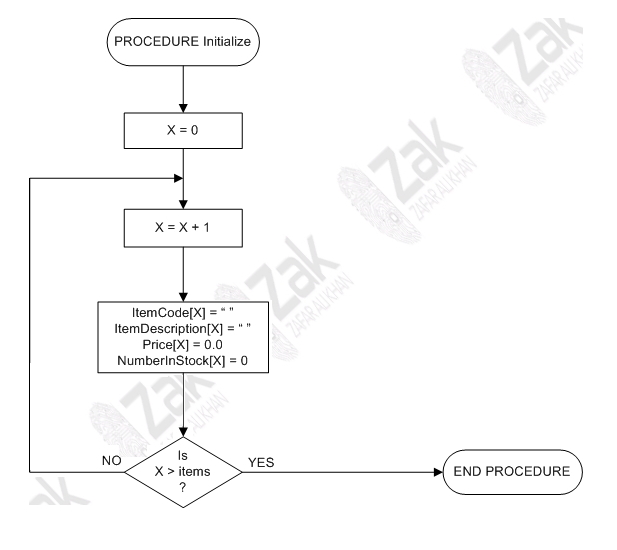 PROCEDURE Initialize
X = 0
X = X + 1
ItemCode[X] = “ ”
ItemDescription[X] = “ ”
Price[X] = 0.0
NumberInStock[X] = 0
Is
X > items
?
NO
YES
END PROCEDURE
Zak
ZAFAR ALI KHAN
Zak
ZAFAR ALI KHAN
Zak
ZAFAR ALI KHAN
Zak
ZAFAR ALI KHAN